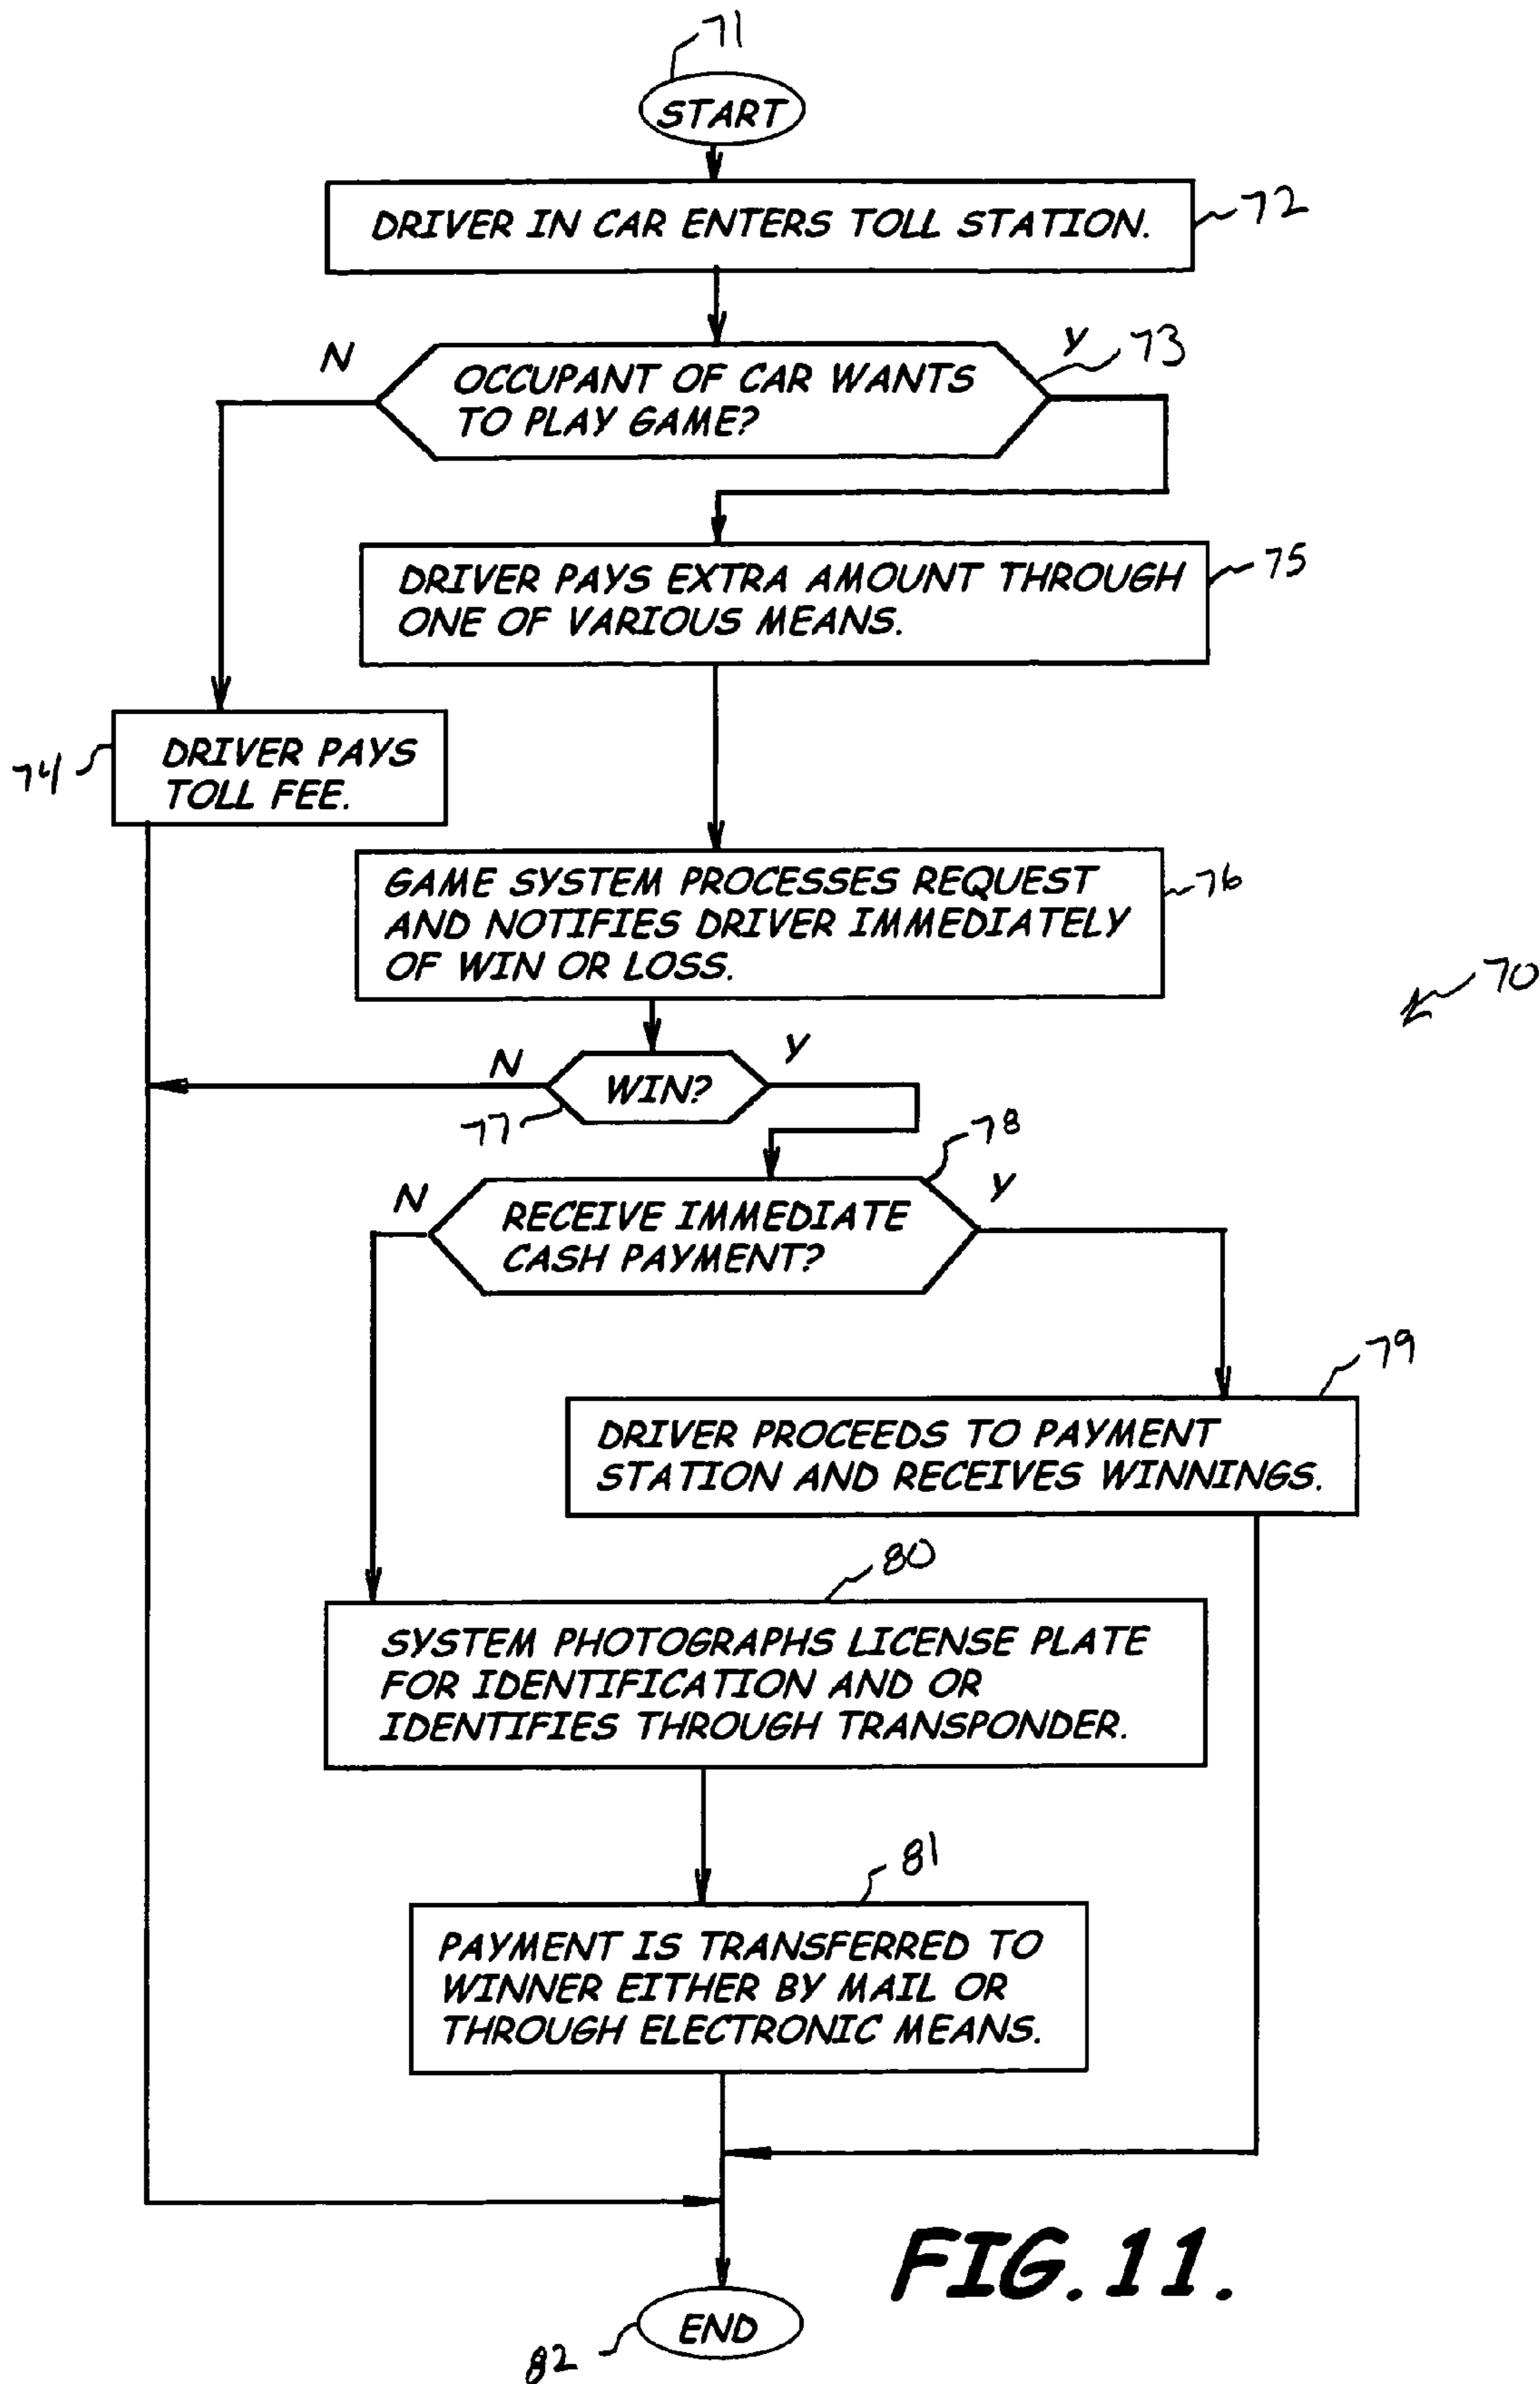 71
START
DRIVER IN CAR ENTERS TOLL STATION.
72
N
Y
73
OCCUPANT OF CAR WANTS
TO PLAY GAME?
DRIVER PAYS EXTRA AMOUNT THROUGH
ONE OF VARIOUS MEANS.
75
74
DRIVER PAYS
TOLL FEE.
GAME SYSTEM PROCESSES REQUEST
AND NOTIFIES DRIVER IMMEDIATELY
OF WIN OR LOSS.
76
70
N
Y
WIN?
77
78
N
Y
RECEIVE IMMEDIATE
CASH PAYMENT?
79
DRIVER PROCEEDS TO PAYMENT
STATION AND RECEIVES WINNINGS.
80
SYSTEM PHOTOGRAPHS LICENSE PLATE
FOR IDENTIFICATION AND OR
IDENTIFIES THROUGH TRANSPONDER.
81
PAYMENT IS TRANSFERRED TO
WINNER EITHER BY MAIL OR
THROUGH ELECTRONIC MEANS.
FIG. 11.
END
82